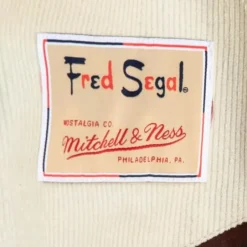 Fred Segal®
NOSTALGIA CO.
Mitchell & Ness
PHILADELPHIA, PA.